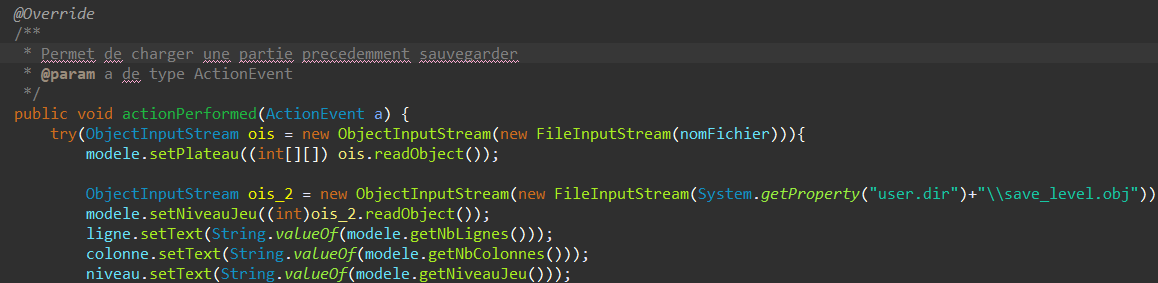 @Override
/**
 * Permet de charger une partie precedemment sauvegarder
 * @param a de type ActionEvent
 */
public void actionPerformed(ActionEvent a) {
    try(ObjectInputStream ois = new ObjectInputStream(new FileInputStream(nomFichier))){
        modele.setPlateau((int[][]) ois.readObject());

        ObjectInputStream ois_2 = new ObjectInputStream(new FileInputStream(System.getProperty("user.dir")+"\\save_level.obj"))
        modele.setNiveauJeu((int)ois_2.readObject());
        ligne.setText(String.valueOf(modele.getNbLignes()));
        colonne.setText(String.valueOf(modele.getNbColonnes()));
        niveau.setText(String.valueOf(modele.getNiveauJeu()));